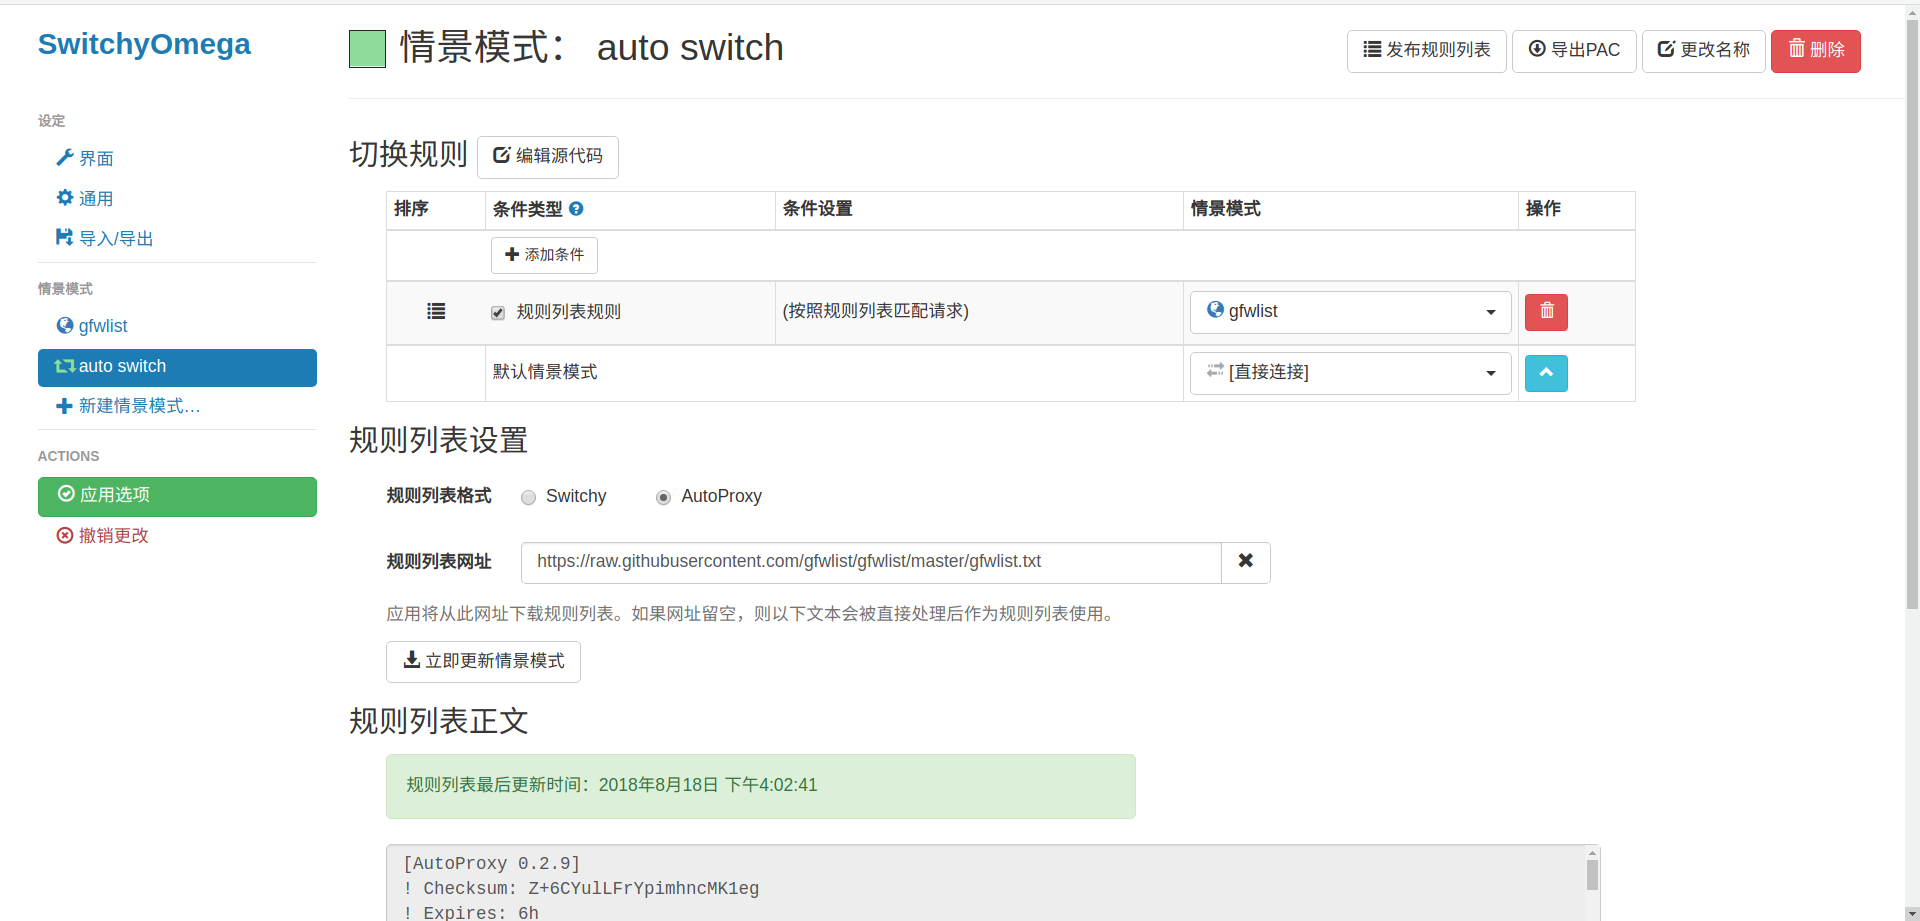 SwitchyOmega
设定
界面
通用
导入/导出
情景模式
gfwlist
auto switch
新建情景模式…
ACTIONS
应用选项
撤销更改
情景模式： auto switch
发布规则列表 导出PAC 更改名称 删除
切换规则 编辑源代码
排序 条件类型 条件设置 情景模式 操作
添加条件
规则列表规则 (按照规则列表匹配请求) gfwlist
默认情景模式 [直接连接]
规则列表设置
规则列表格式 Switchy AutoProxy
规则列表网址 https://raw.githubusercontent.com/gfwlist/gfwlist/master/gfwlist.txt
应用将从此网址下载规则列表。如果网址留空，则以下文本会被直接处理后作为规则列表使用。
立即更新情景模式
规则列表正文
规则列表最后更新时间：2018年8月18日 下午4:02:41
[AutoProxy 0.2.9]
! Checksum: Z+6CYulLFrYpimhncMK1eg
! Expires: 6h